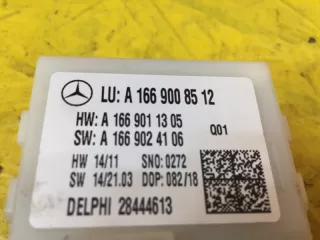 LU: A 166 900 85 12
HW: A 166 901 13 05
SW: A 166 902 41 06 Q01
HW 14/11 SNO: 0272
SW 14/21.03 DOP: 082/18
DELPHI 28444613